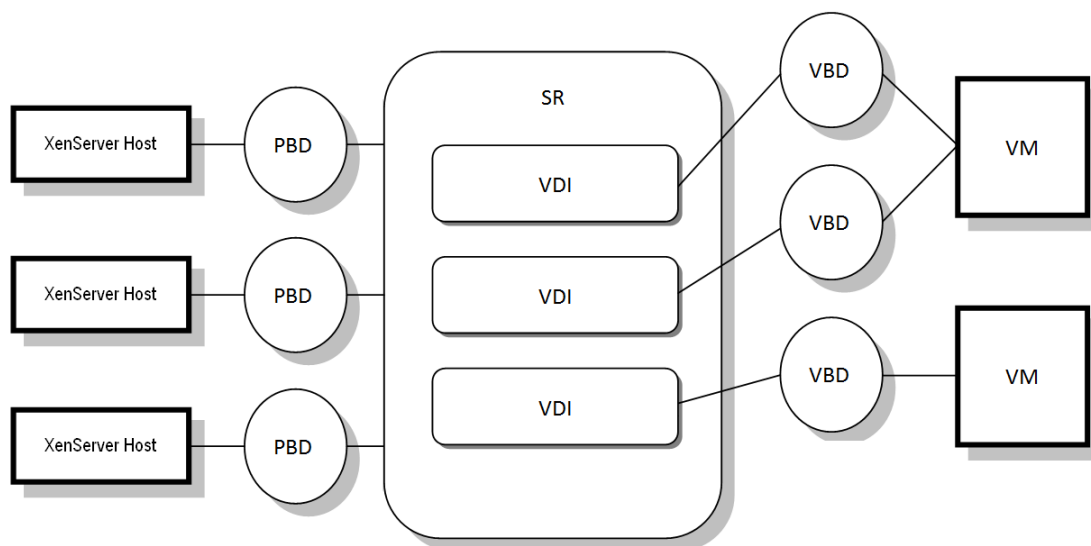 SR
VBD
XenServer Host
PBD
VDI
VM
VBD
XenServer Host
PBD
VDI
VBD
VM
XenServer Host
PBD
VDI